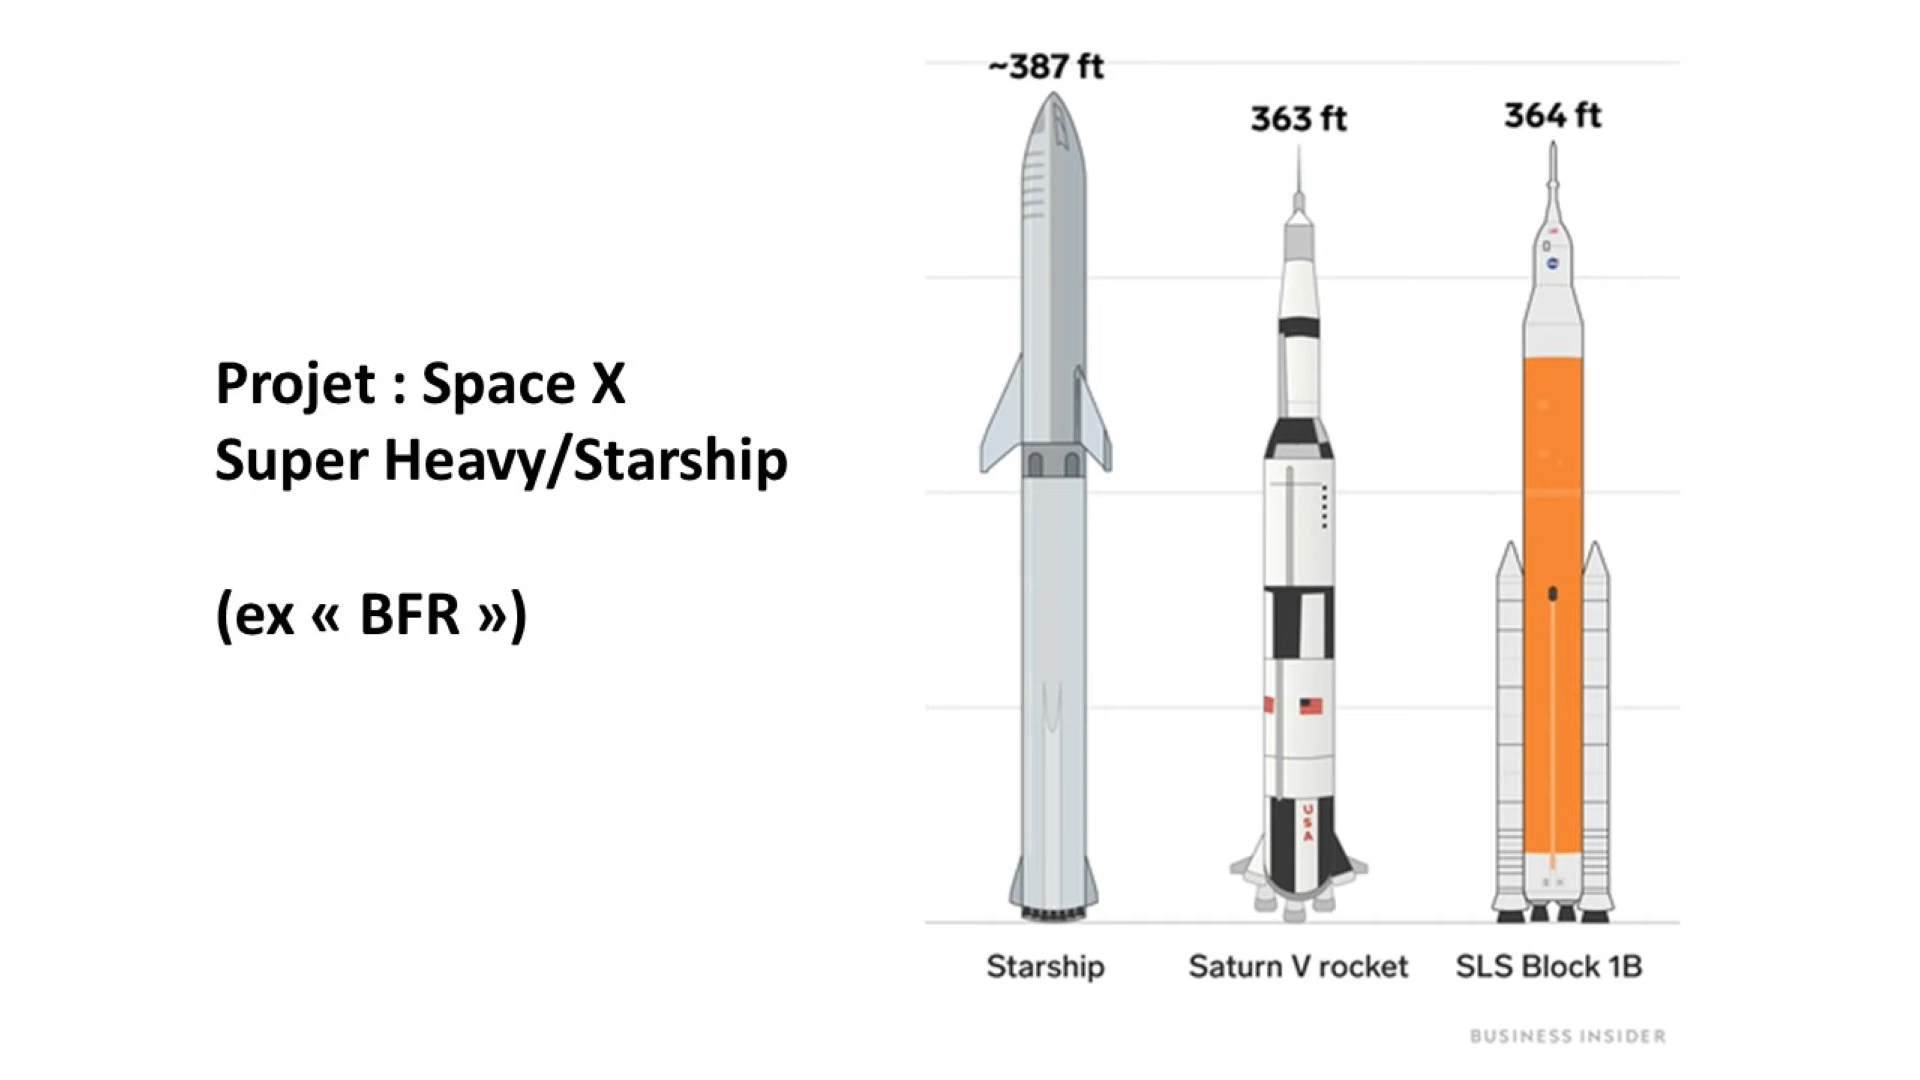 Projet : Space X
Super Heavy/Starship
(ex « BFR »)
~387 ft
363 ft
364 ft
USA
Starship
Saturn V rocket
SLS Block 1B
BUSINESS INSIDER